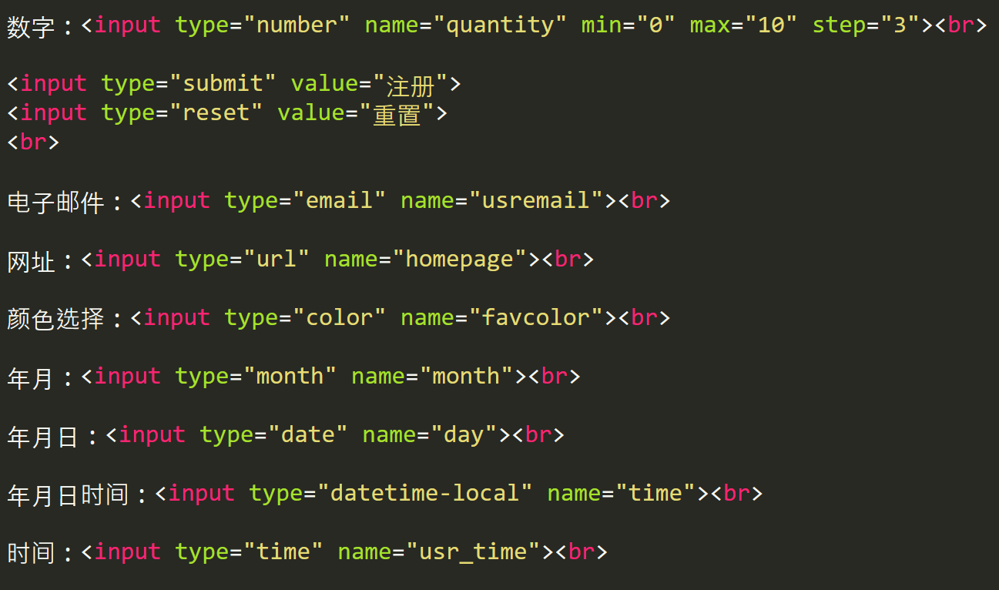 数字：<input type="number" name="quantity" min="0" max="10" step="3"><br>
<input type="submit" value="注册">
<input type="reset" value="重置">
<br>
电子邮件：<input type="email" name="usremail"><br>
网址：<input type="url" name="homepage"><br>
颜色选择：<input type="color" name="favcolor"><br>
年月：<input type="month" name="month"><br>
年月日：<input type="date" name="day"><br>
年月日时间：<input type="datetime-local" name="time"><br>
时间：<input type="time" name="usr_time"><br>